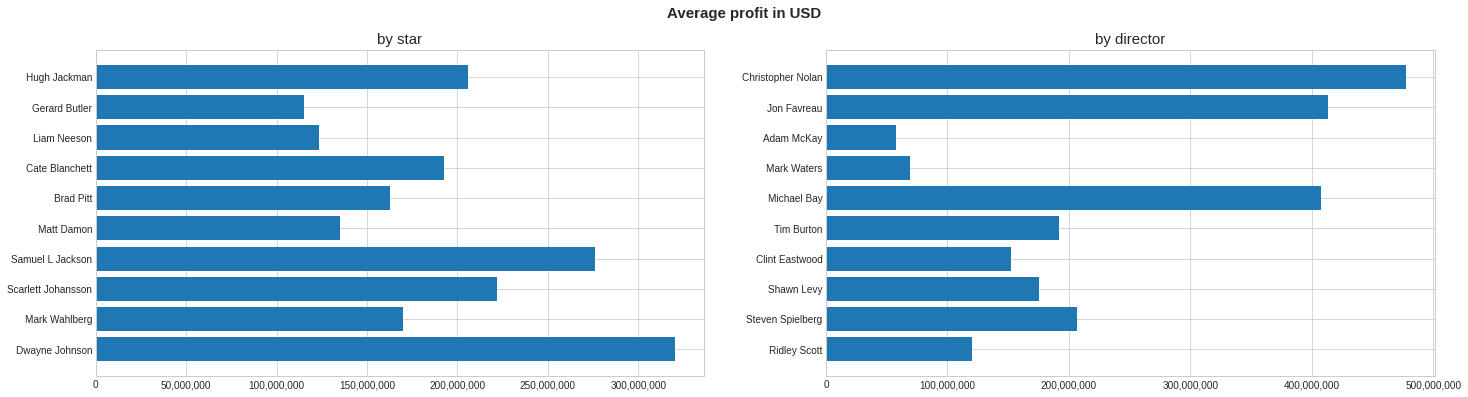 Average profit in USD
by star
Hugh Jackman
Gerard Butler
Liam Neeson
Cate Blanchett
Brad Pitt
Matt Damon
Samuel L Jackson
Scarlett Johansson
Mark Wahlberg
Dwayne Johnson
0 50,000,000 100,000,000 150,000,000 200,000,000 250,000,000 300,000,000
by director
Christopher Nolan
Jon Favreau
Adam McKay
Mark Waters
Michael Bay
Tim Burton
Clint Eastwood
Shawn Levy
Steven Spielberg
Ridley Scott
0 100,000,000 200,000,000 300,000,000 400,000,000 500,000,000